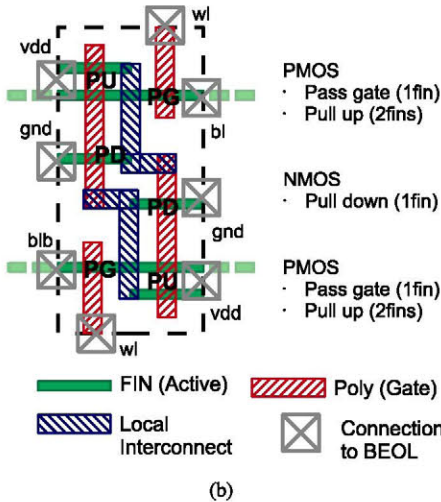 wl
vdd
PU
PMOS
· Pass gate (1fin)
· Pull up (2fins)
PG
bl
gnd
PD
NMOS
· Pull down (1fin)
PD
gnd
blb
PG
PU
PMOS
· Pass gate (1fin)
· Pull up (2fins)
vdd
wl
FIN (Active)
Poly (Gate)
Local
Interconnect
Connection
to BEOL
(b)